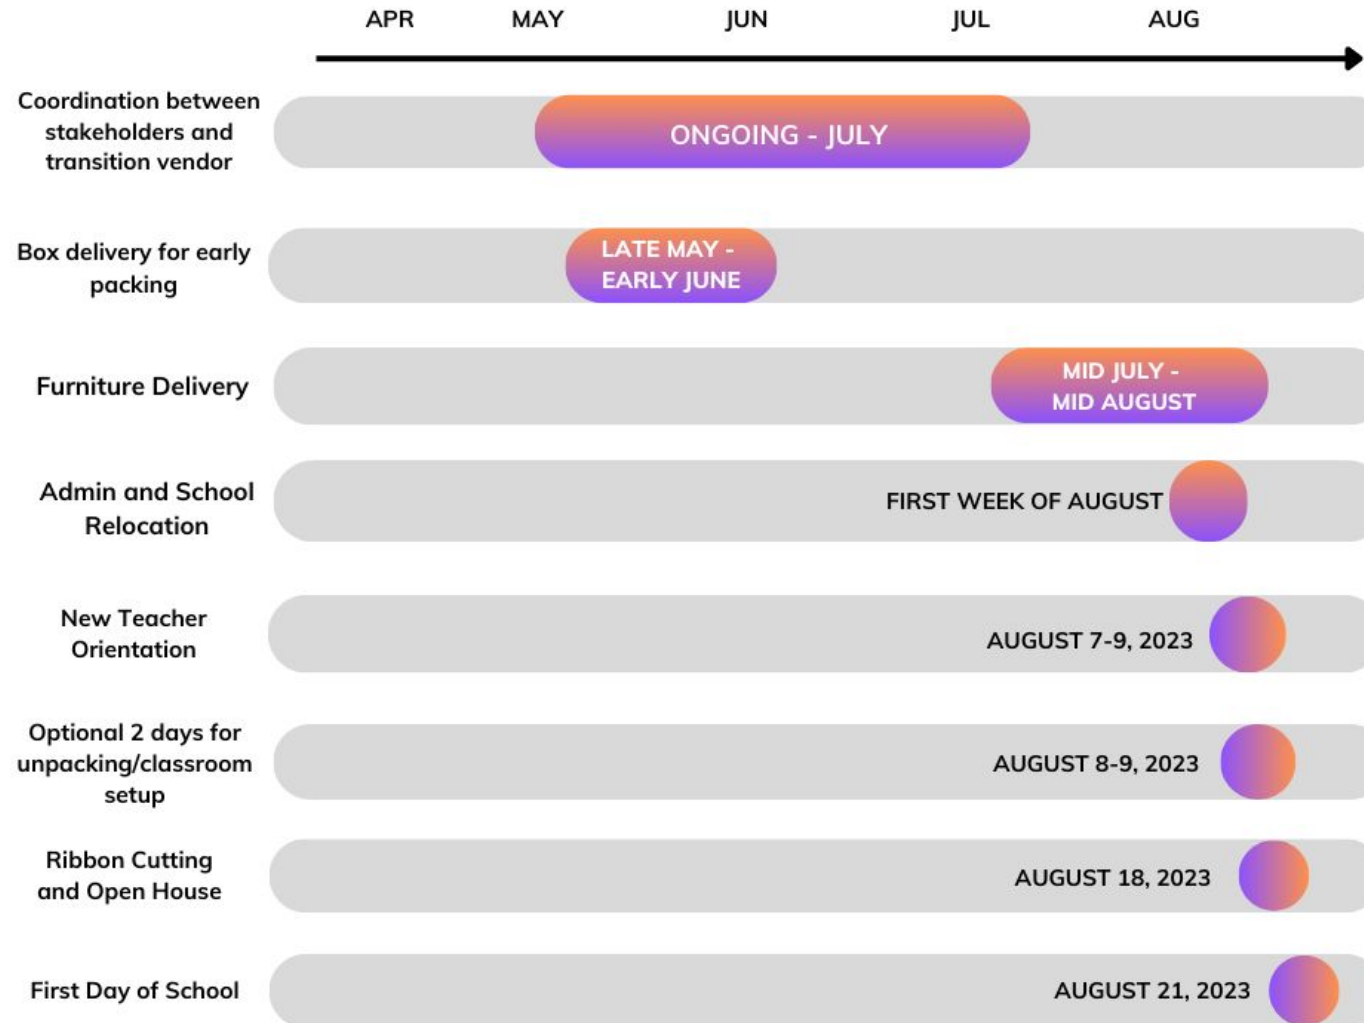 APR MAY JUN JUL AUG
Coordination between
stakeholders and
transition vendor
ONGOING - JULY
Box delivery for early
packing
LATE MAY -
EARLY JUNE
Furniture Delivery
MID JULY -
MID AUGUST
Admin and School
Relocation
FIRST WEEK OF AUGUST
New Teacher
Orientation
AUGUST 7-9, 2023
Optional 2 days for
unpacking/classroom
setup
AUGUST 8-9, 2023
Ribbon Cutting
and Open House
AUGUST 18, 2023
First Day of School
AUGUST 21, 2023